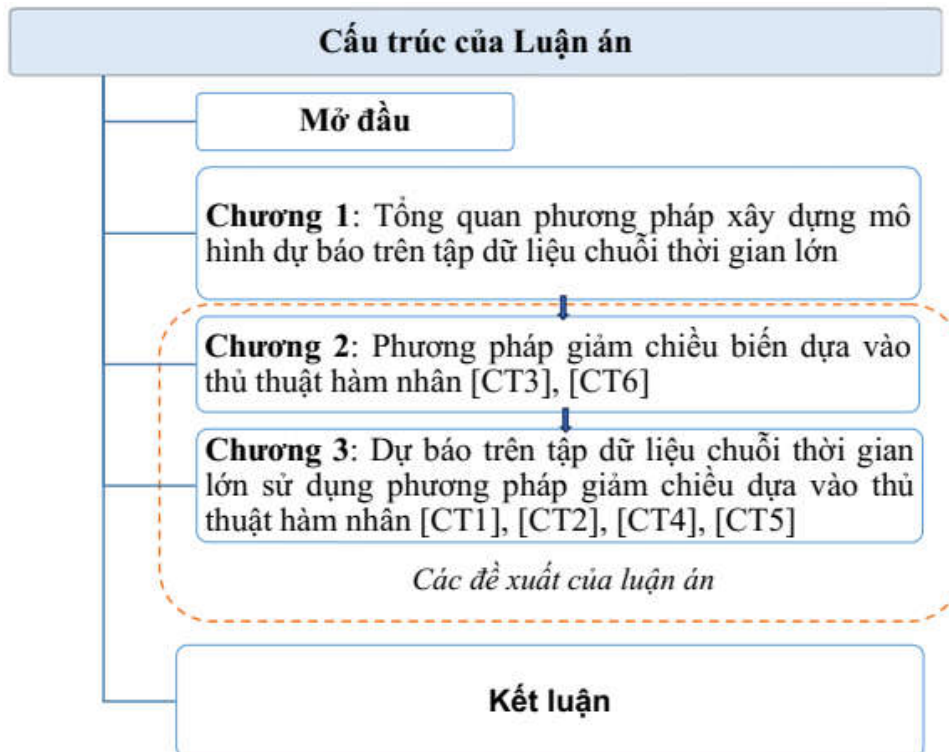 Cấu trúc của Luận án
Mở đầu
Chương 1: Tổng quan phương pháp xây dựng mô
hình dự báo trên tập dữ liệu chuỗi thời gian lớn
Chương 2: Phương pháp giảm chiều biến dựa vào
thủ thuật hàm nhân [CT3], [CT6]
Chương 3: Dự báo trên tập dữ liệu chuỗi thời gian
lớn sử dụng phương pháp giảm chiều dựa vào thủ
thuật hàm nhân [CT1], [CT2], [CT4], [CT5]
Các đề xuất của luận án
Kết luận